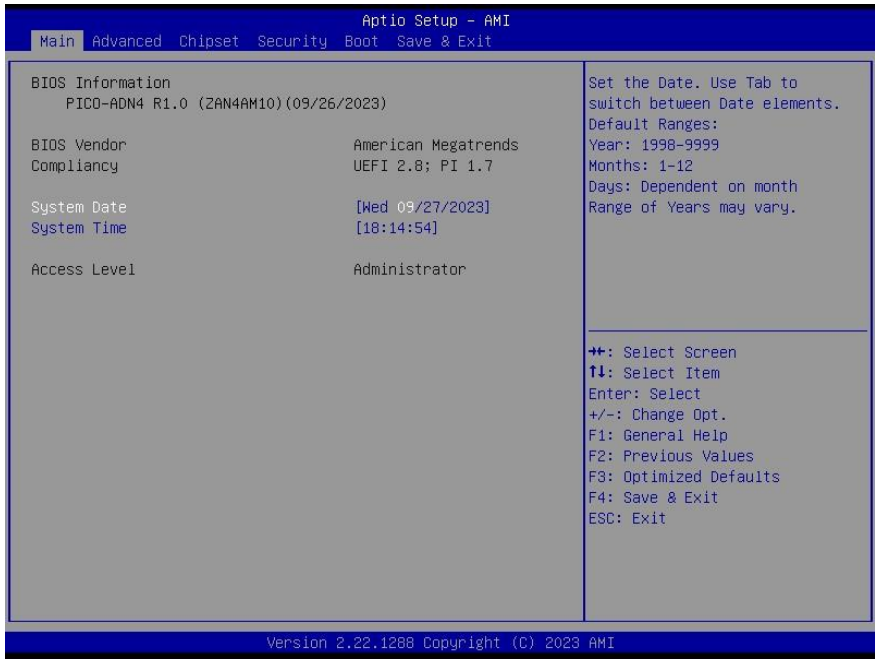 Aptio Setup - AMI
Main Advanced Chipset Security Boot Save & Exit
BIOS Information
PICO-ADN4 R1.0 (ZAN4AM10)(09/26/2023)
BIOS Vendor American Megatrends
Compliancy UEFI 2.8; PI 1.7
System Date [Wed 09/27/2023]
System Time [18:14:54]
Access Level Administrator
Set the Date. Use Tab to
switch between Date elements.
Default Ranges:
Year: 1998-9999
Months: 1-12
Days: Dependent on month
Range of Years may vary.
→←: Select Screen
↑↓: Select Item
Enter: Select
+/-: Change Opt.
F1: General Help
F2: Previous Values
F3: Optimized Defaults
F4: Save & Exit
ESC: Exit
Version 2.22.1288 Copyright (C) 2023 AMI